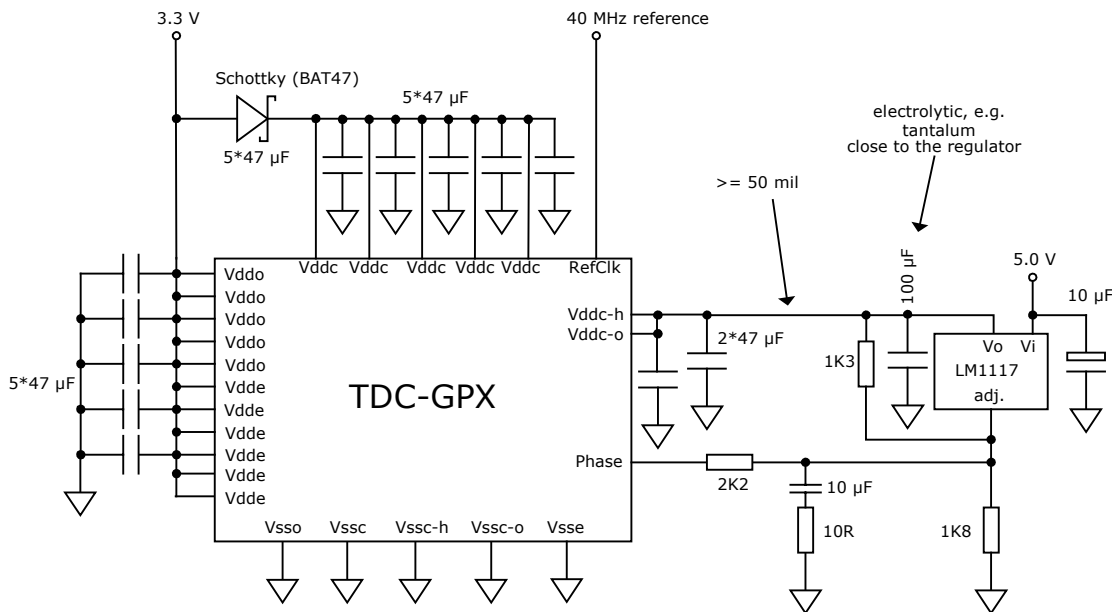 3.3 V
40 MHz reference
Schottky (BAT47)
5*47 µF
5*47 µF
electrolytic, e.g.
tantalum
close to the regulator
>= 50 mil
100 µF
5.0 V
10 µF
Vddc Vddc Vddc Vddc Vddc RefClk
Vddo
Vddo
Vddo
Vddo
Vddo
Vdde
Vdde
Vdde
Vdde
Vdde
Vdde
5*47 µF
TDC-GPX
Vddc-h
Vddc-o
2*47 µF
1K3
Vo Vi
LM1117
adj.
Phase
2K2
10 µF
10R
1K8
Vsso Vssc Vssc-h Vssc-o Vsse